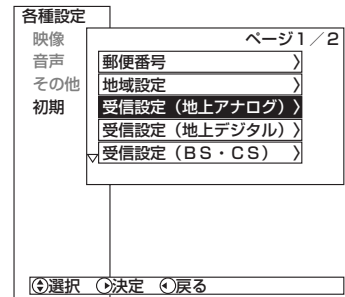 各種設定
映像
音声
その他
初期
ページ1／2
郵便番号
地域設定
受信設定（地上アナログ）
受信設定（地上デジタル）
受信設定（BS・CS）
選択 決定 戻る